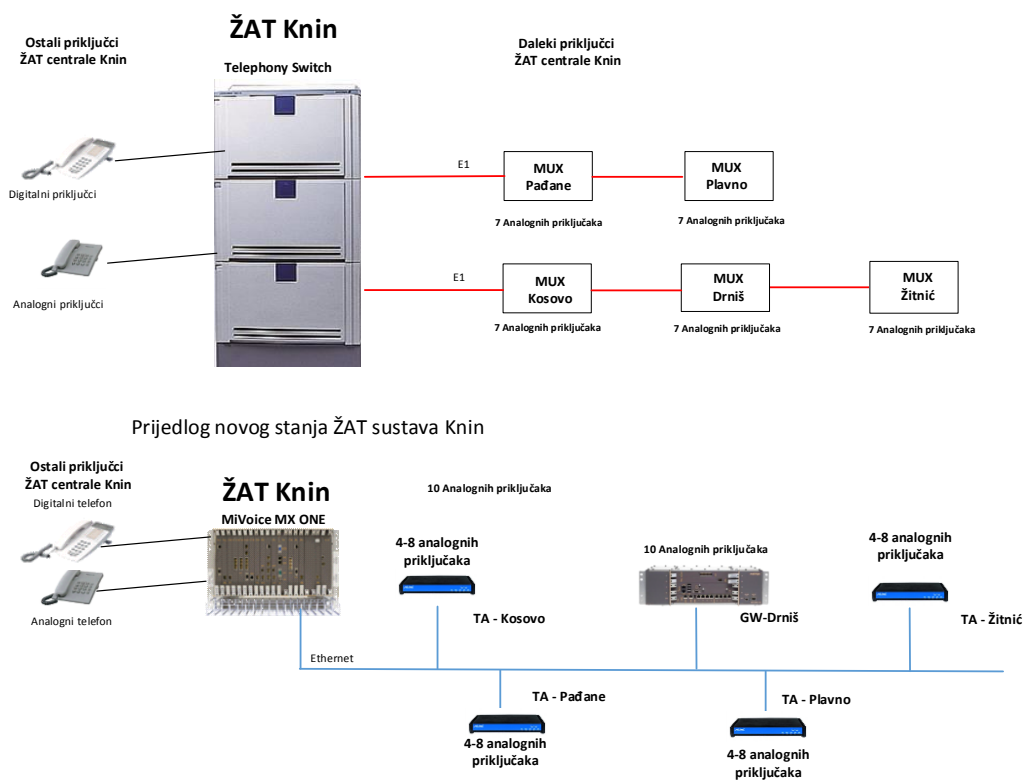 ŽAT Knin
Ostali priključci
ŽAT centrale Knin
Telephony Switch
Daleki priključci
ŽAT centrale Knin
Digitalni priključci
Analogni priključci
E1
MUX
Pađane
MUX
Plavno
7 Analognih priključaka
7 Analognih priključaka
E1
MUX
Kosovo
MUX
Drniš
MUX
Žitnić
7 Analognih priključaka
7 Analognih priključaka
7 Analognih priključaka
Prijedlog novog stanja ŽAT sustava Knin
Ostali priključci
ŽAT centrale Knin
Digitalni telefon
Analogni telefon
ŽAT Knin
MiVoice MX ONE
10 Analognih priključaka
4-8 analognih
priključaka
10 Analognih priključaka
4-8 analognih
priključaka
TA - Kosovo
GW-Drniš
TA - Žitnić
Ethernet
TA - Pađane
TA - Plavno
4-8 analognih
priključaka
4-8 analognih
priključaka